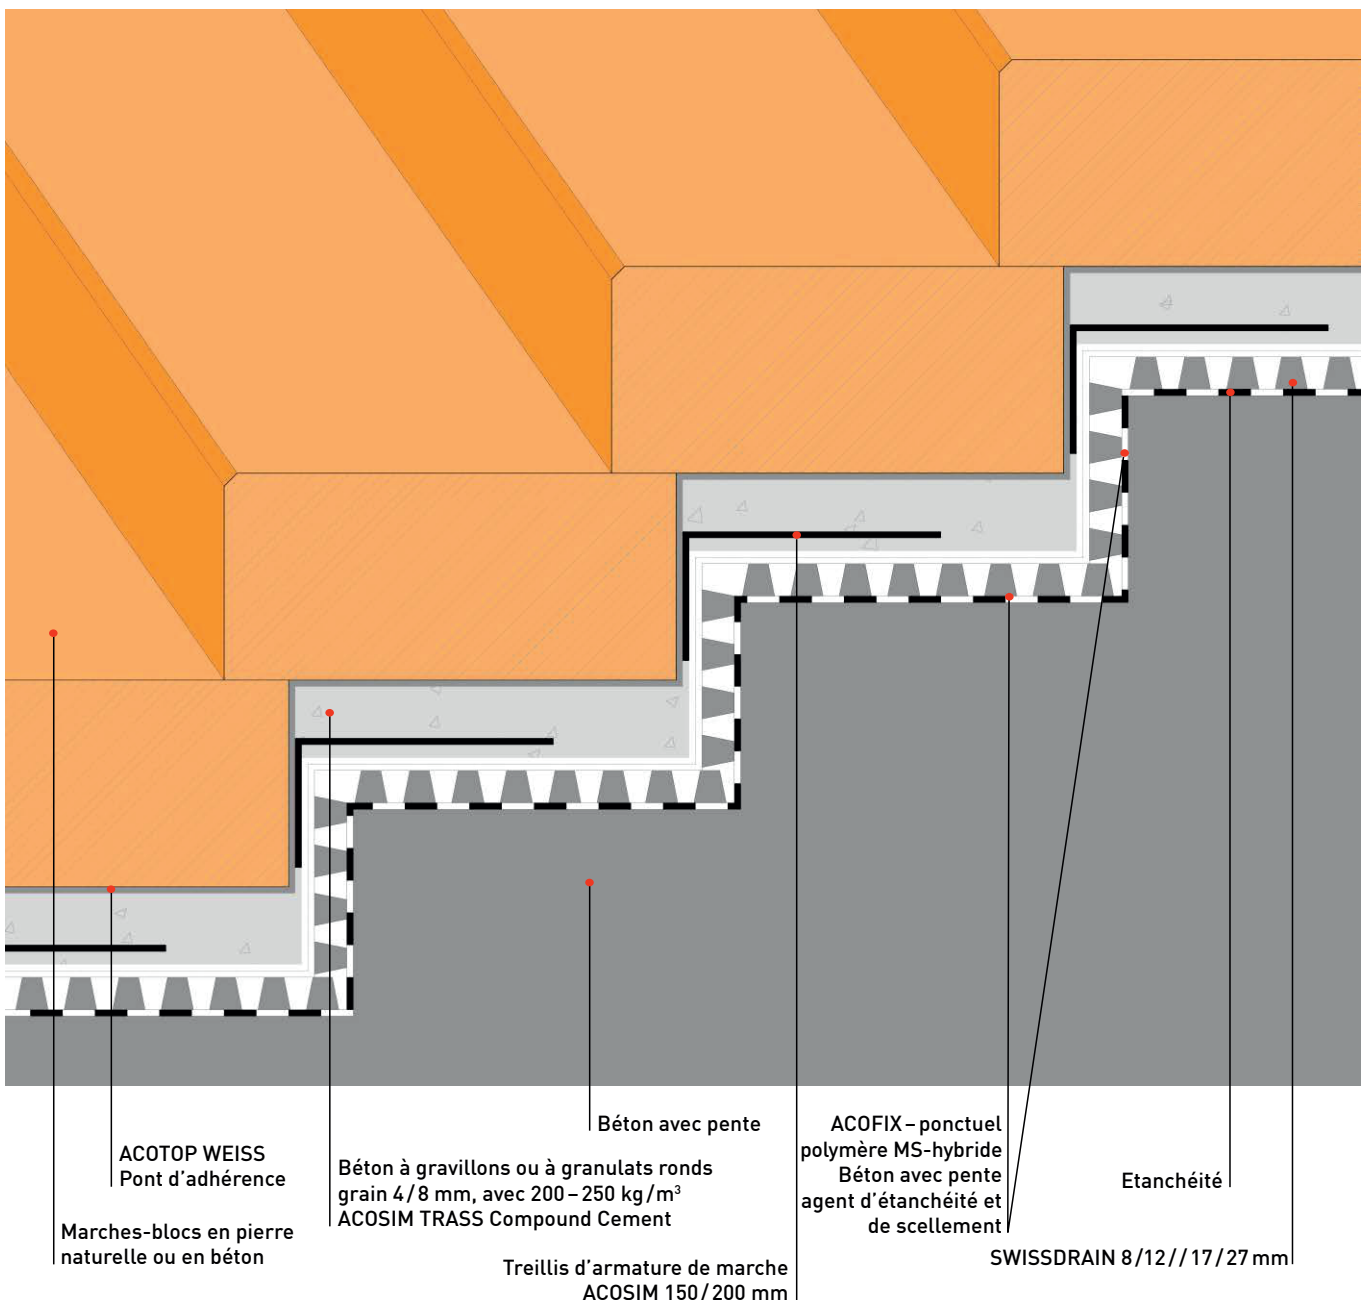 ACOTOP WEISS
Pont d’adhérence
Marches-blocs en pierre
naturelle ou en béton
Béton à gravillons ou à granulats ronds
grain 4/8 mm, avec 200–250 kg/m³
ACOSIM TRASS Compound Cement
Béton avec pente
Treillis d’armature de marche
ACOSIM 150/200 mm
ACOFIX–ponctuel
polymère MS-hybride
Béton avec pente
agent d’étanchéité et
de scellement
Etanchéité
SWISSDRAIN 8/12//17/27 mm